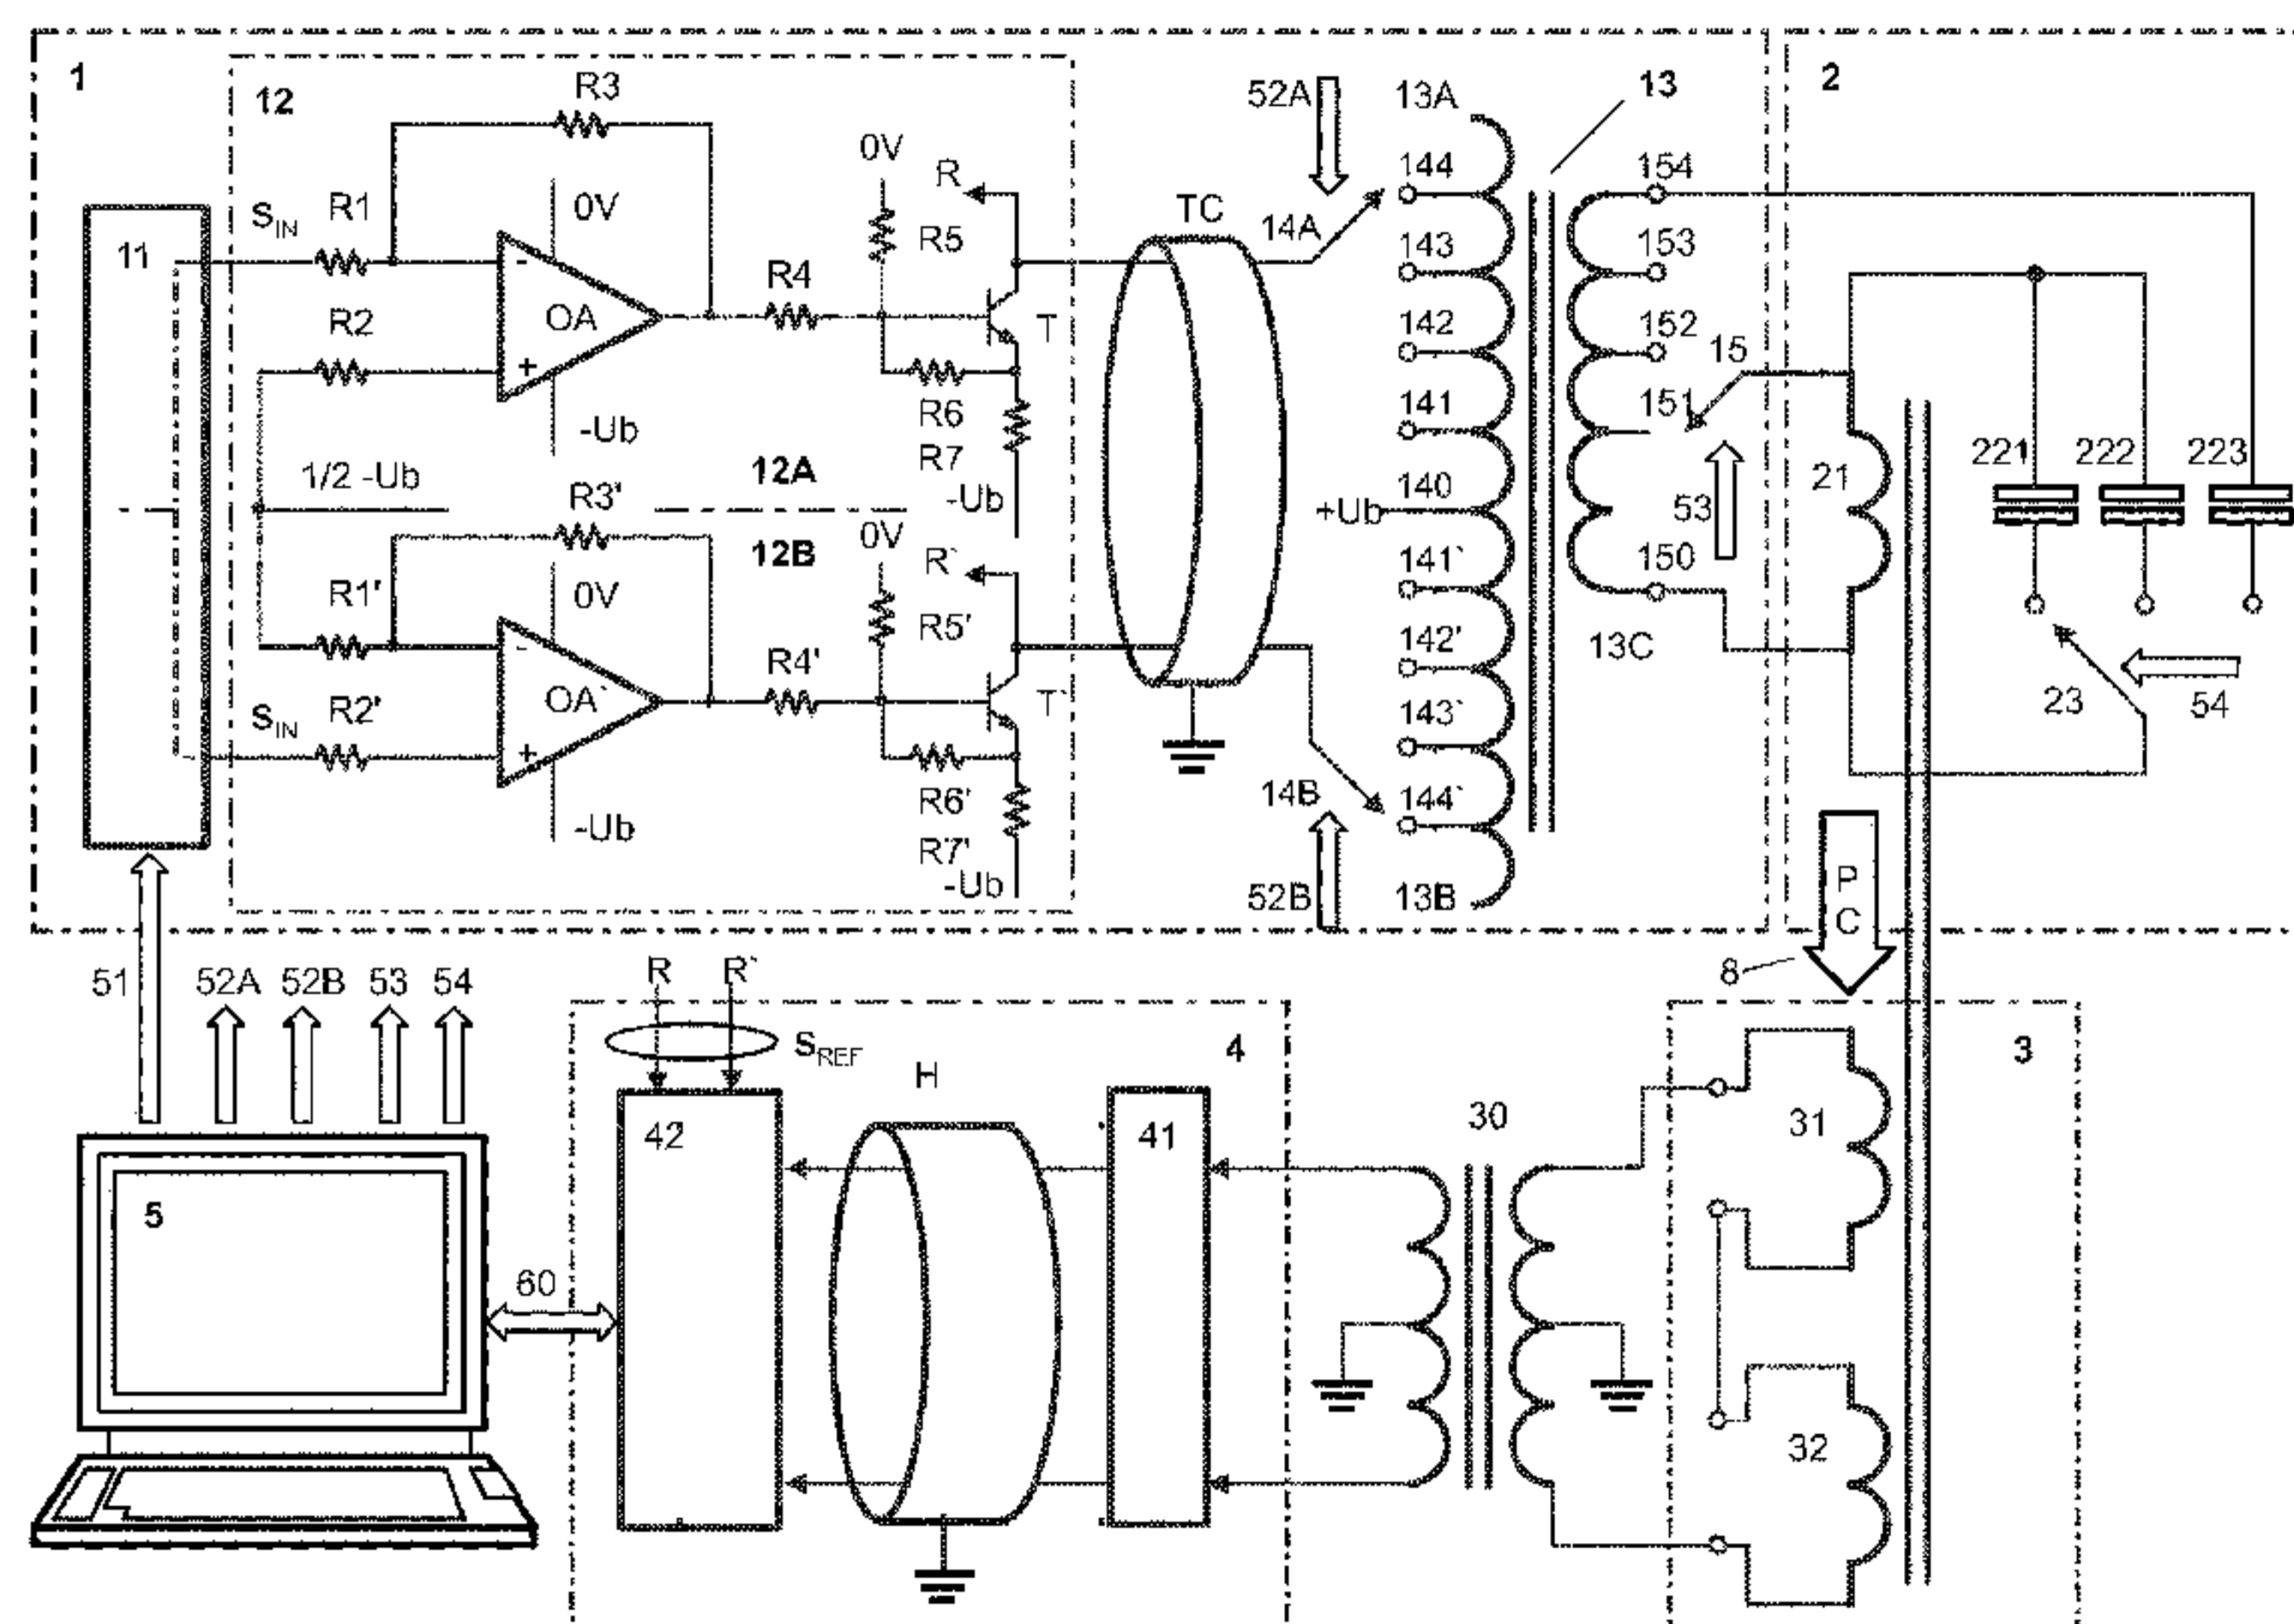 1
12
R3
52A
13A
13
2
0V
R
144
154
S_IN
R1
0V
R5
TC
14A
143
153
11
R2
OA
-
R4
T
142
152
15
+
R6
141
151
-Ub
R7
221
222
223
1/2 -Ub
12A
-Ub
140
21
R3'
+Ub
53
12B
0V
R`
141`
150
R1'
0V
R5'
142'
13C
-
R4'
S_IN
R2'
OA`
T`
143`
23
54
+
R6'
14B
144`
-Ub
R7'
-Ub
52B
13B
P
C
51
52A
52B
53
54
R
R`
8
S_REF
4
3
H
42
41
30
31
5
60
32